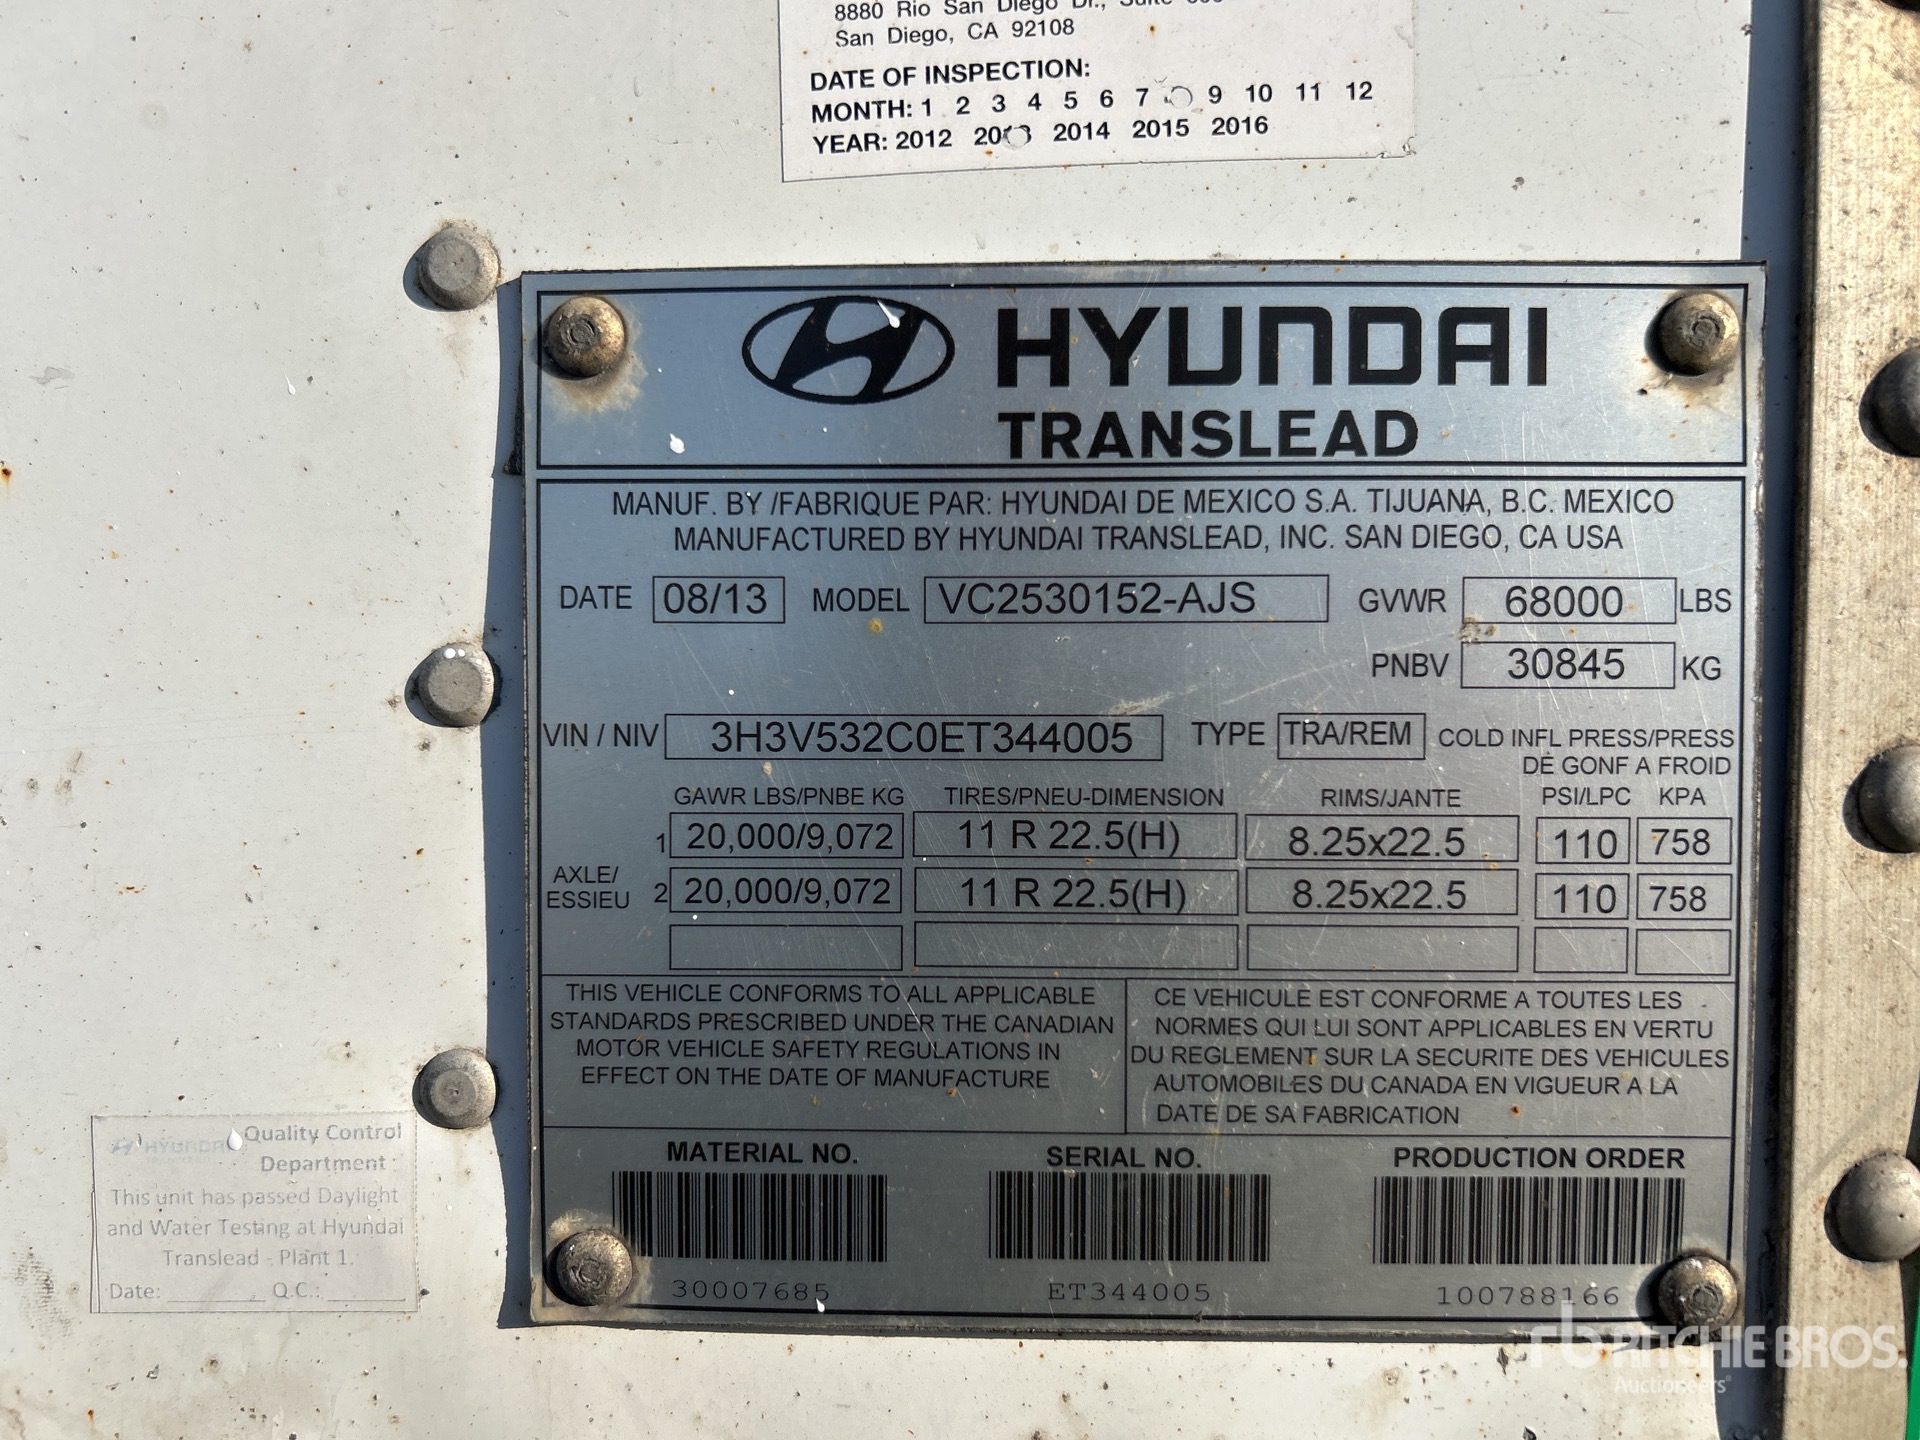 8880 Rio San Diego Dr., Suite
San Diego, CA 92108
DATE OF INSPECTION:
MONTH: 1 2 3 4 5 6 7 9 10 11 12
YEAR: 2012 2013 2014 2015 2016
HYUNDAI
TRANSLEAD
MANUF. BY /FABRIQUE PAR: HYUNDAI DE MEXICO S.A. TIJUANA, B.C. MEXICO
MANUFACTURED BY HYUNDAI TRANSLEAD, INC. SAN DIEGO, CA USA
DATE 08/13 MODEL VC2530152-AJS GVWR 68000 LBS
PNBV 30845 KG
VIN / NIV 3H3V532C0ET344005 TYPE TRA/REM COLD INFL PRESS/PRESS
DE GONF A FROID
GAWR LBS/PNBE KG TIRES/PNEU-DIMENSION RIMS/JANTE PSI/LPC KPA
1 20,000/9,072 11 R 22.5(H) 8.25x22.5 110 758
AXLE/
ESSIEU 2 20,000/9,072 11 R 22.5(H) 8.25x22.5 110 758
THIS VEHICLE CONFORMS TO ALL APPLICABLE
STANDARDS PRESCRIBED UNDER THE CANADIAN
MOTOR VEHICLE SAFETY REGULATIONS IN
EFFECT ON THE DATE OF MANUFACTURE
CE VEHICULE EST CONFORME A TOUTES LES
NORMES QUI LUI SONT APPLICABLES EN VERTU
DU REGLEMENT SUR LA SECURITE DES VEHICULES
AUTOMOBILES DU CANADA EN VIGUEUR A LA
DATE DE SA FABRICATION
MATERIAL NO. SERIAL NO. PRODUCTION ORDER
30007685 ET344005 100788166
HYUNDAI Quality Control
Department
This unit has passed Daylight
and Water Testing at Hyundai
Translead - Plant 1.
Date: Q.C.:
rb RITCHIE BROS.
Auctioneers